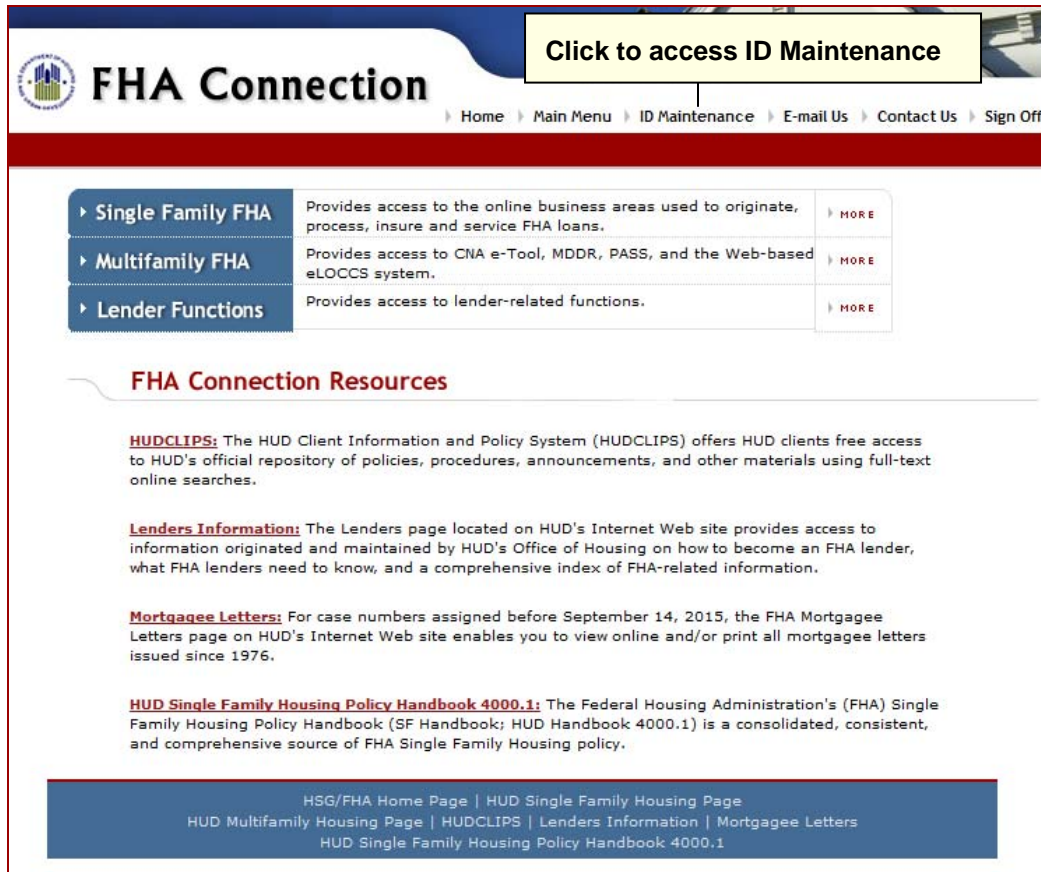 Click to access ID Maintenance
FHA Connection
Home Main Menu ID Maintenance E-mail Us Contact Us Sign Off
Single Family FHA
Provides access to the online business areas used to originate,
process, insure and service FHA loans.
MORE
Multifamily FHA
Provides access to CNA e-Tool, MDDR, PASS, and the Web-based
eLOCCS system.
MORE
Lender Functions
Provides access to lender-related functions.
MORE
FHA Connection Resources
HUDCLIPS: The HUD Client Information and Policy System (HUDCLIPS) offers HUD clients free access
to HUD's official repository of policies, procedures, announcements, and other materials using full-text
online searches.
Lenders Information: The Lenders page located on HUD's Internet Web site provides access to
information originated and maintained by HUD's Office of Housing on how to become an FHA lender,
what FHA lenders need to know, and a comprehensive index of FHA-related information.
Mortgagee Letters: For case numbers assigned before September 14, 2015, the FHA Mortgagee
Letters page on HUD's Internet Web site enables you to view online and/or print all mortgagee letters
issued since 1976.
HUD Single Family Housing Policy Handbook 4000.1: The Federal Housing Administration's (FHA) Single
Family Housing Policy Handbook (SF Handbook; HUD Handbook 4000.1) is a consolidated, consistent,
and comprehensive source of FHA Single Family Housing policy.
HSG/FHA Home Page | HUD Single Family Housing Page
HUD Multifamily Housing Page | HUDCLIPS | Lenders Information | Mortgagee Letters
HUD Single Family Housing Policy Handbook 4000.1